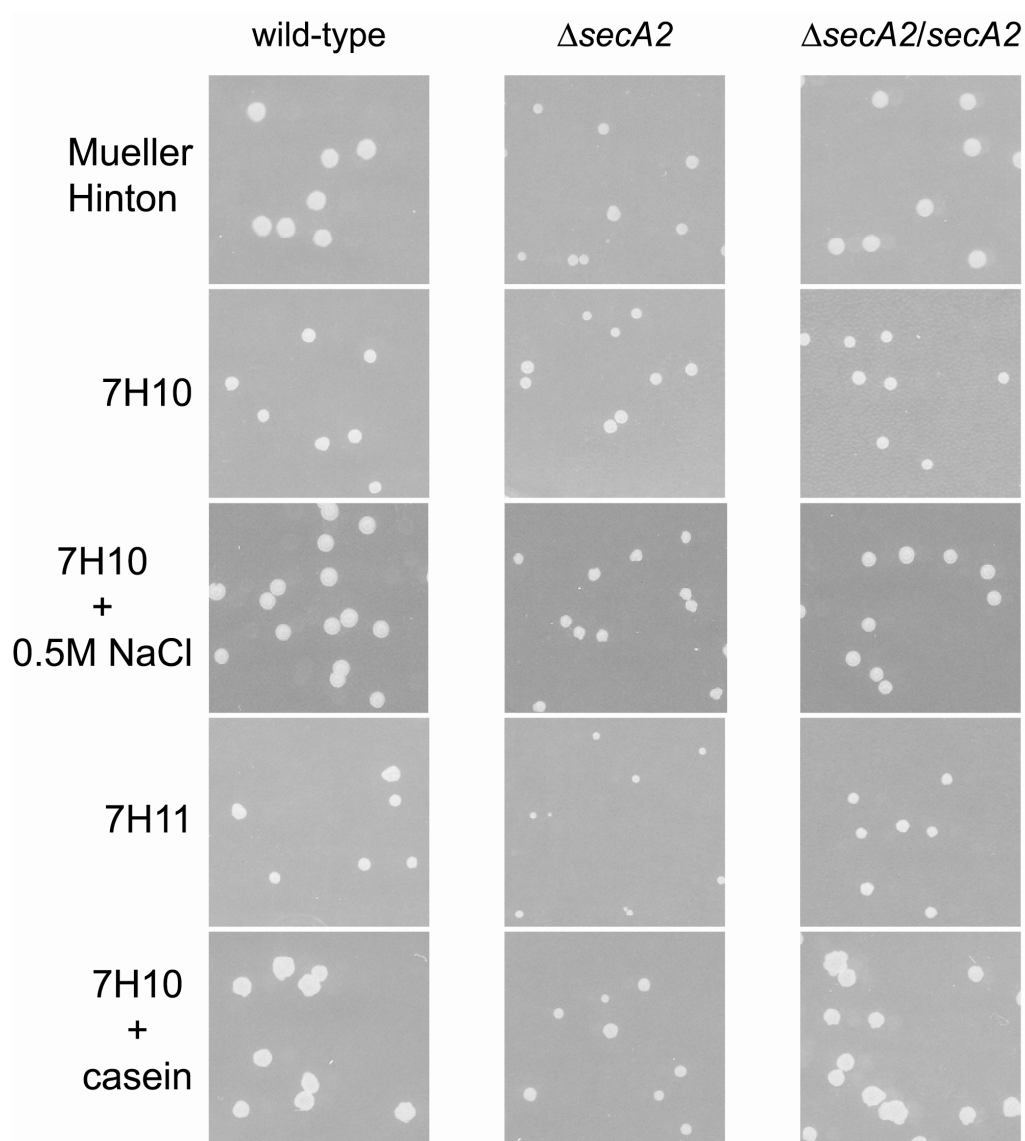 wild-type ΔsecA2 ΔsecA2/secA2
Mueller
Hinton
7H10
7H10
+
0.5M NaCl
7H11
7H10
+
casein